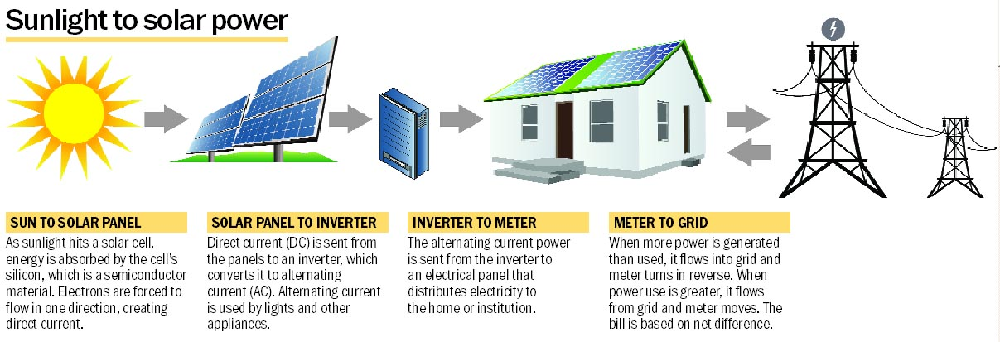 Sunlight to solar power
SUN TO SOLAR PANEL
As sunlight hits a solar cell,
energy is absorbed by the cell's
silicon, which is a semiconductor
material. Electrons are forced to
flow in one direction, creating
direct current.
SOLAR PANEL TO INVERTER
Direct current (DC) is sent from
the panels to an inverter, which
converts it to alternating
current (AC). Alternating current
is used by lights and other
appliances.
INVERTER TO METER
The alternating current power
is sent from the inverter to
an electrical panel that
distributes electricity to
the home or institution.
METER TO GRID
When more power is generated
than used, it flows into grid and
meter turns in reverse. When
power use is greater, it flows
from grid and meter moves. The
bill is based on net difference.